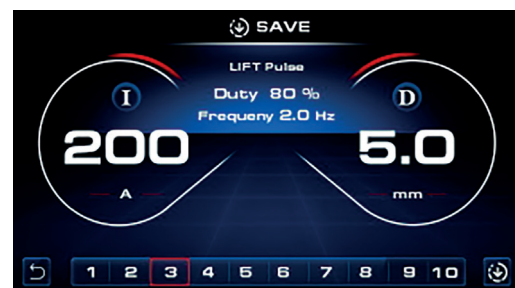 SAVE
LIFT Pulse
Duty 80 %
Frequeny 2.0 Hz
I
D
200
5.0
A
mm
1 2 3 4 5 6 7 8 9 10